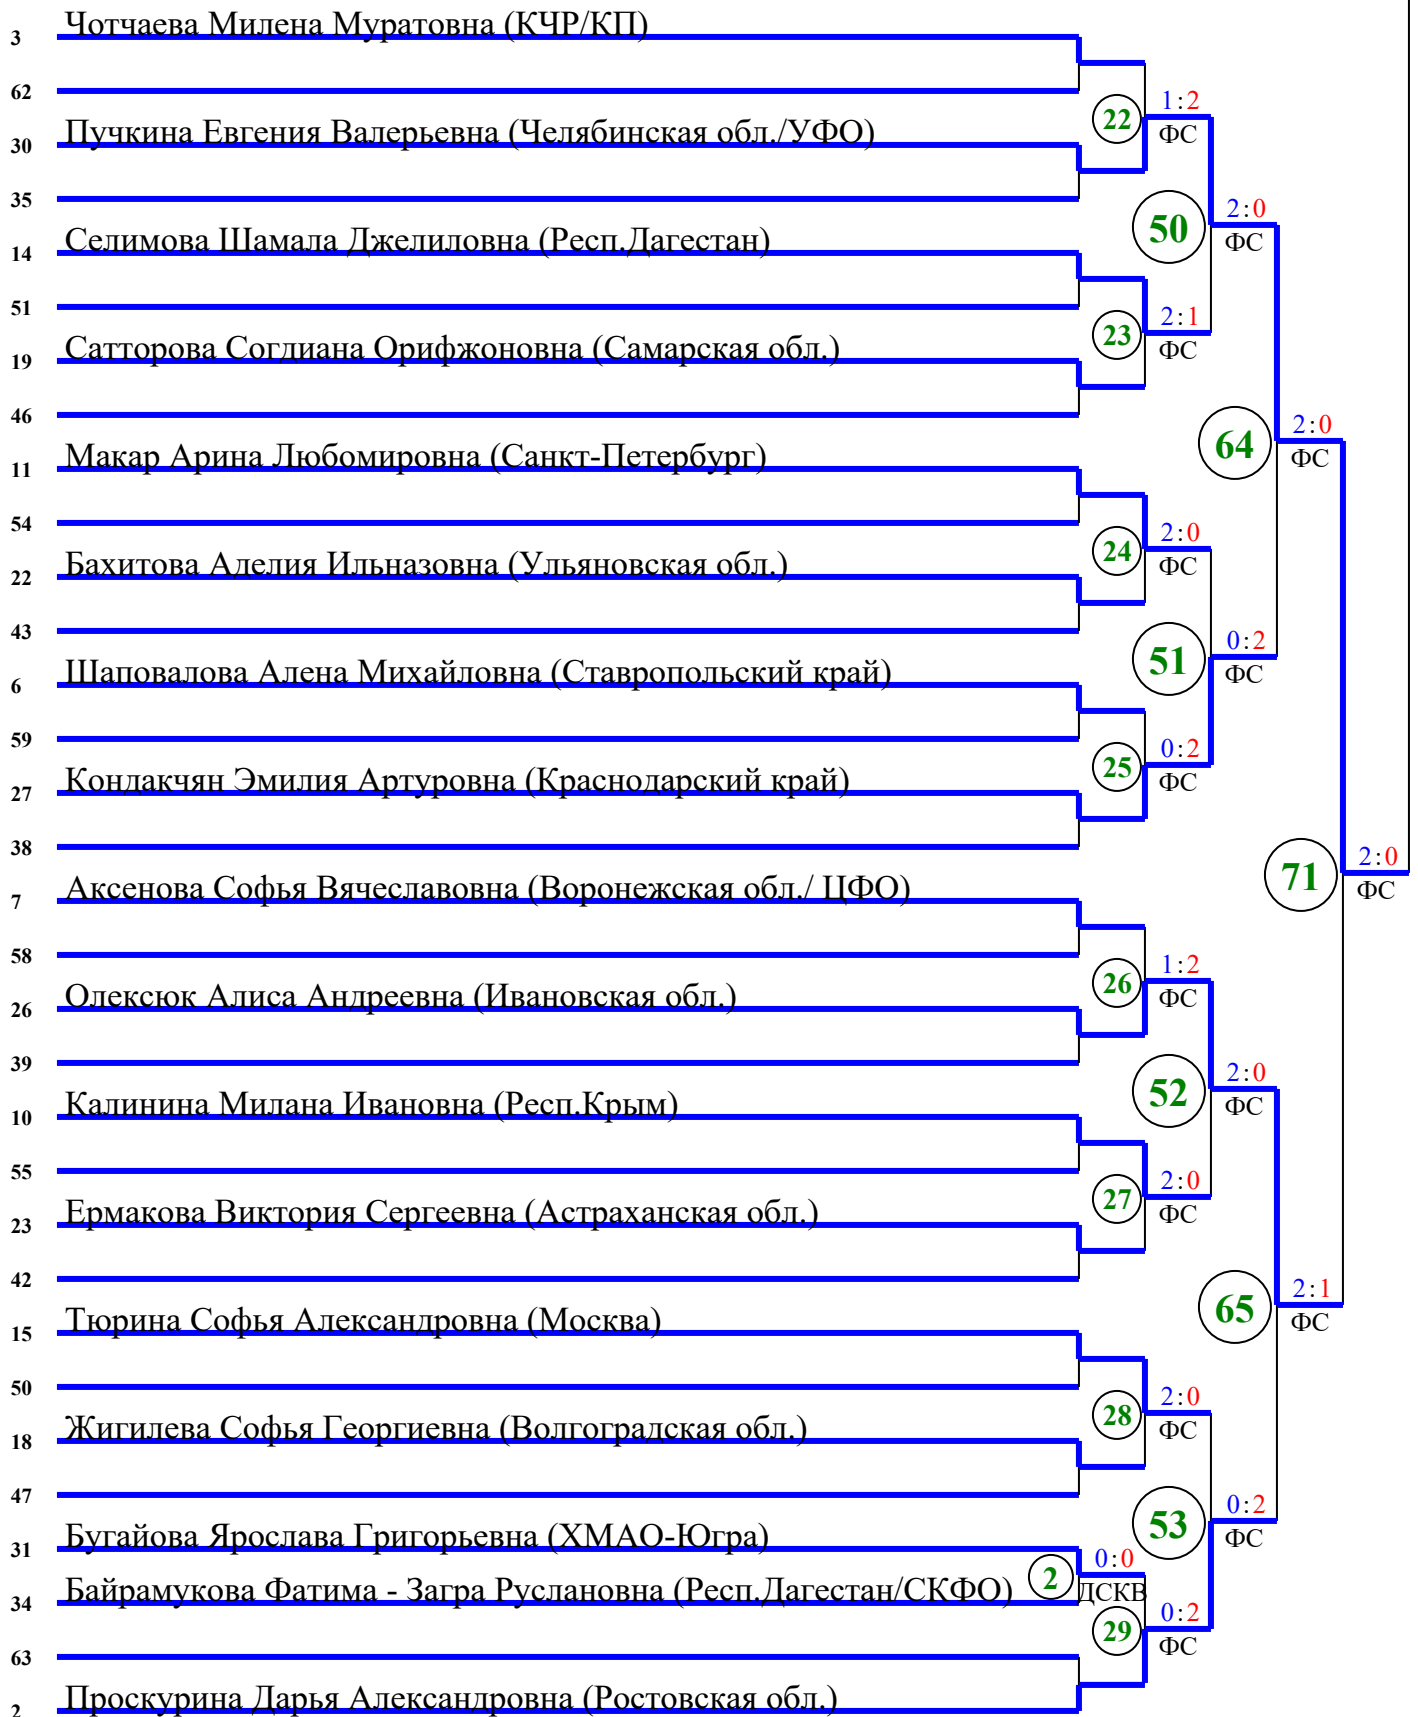 3 Чотчаева Милена Муратовна (КЧР/КП)
62
22 1:2
ФС
30 Пучкина Евгения Валерьевна (Челябинская обл./УФО)
35
50 2:0
ФС
14 Селимова Шамала Джелиловна (Респ.Дагестан)
51
23 2:1
ФС
19 Сатторова Согдиана Орифжоновна (Самарская обл.)
46
64 2:0
ФС
11 Макар Арина Любомировна (Санкт-Петербург)
54
24 2:0
ФС
22 Бахитова Аделия Ильназовна (Ульяновская обл.)
43
51 0:2
ФС
6 Шаповалова Алена Михайловна (Ставропольский край)
59
25 0:2
ФС
27 Кондакчян Эмилия Артуровна (Краснодарский край)
38
71 2:0
ФС
7 Аксенова Софья Вячеславовна (Воронежская обл./ ЦФО)
58
26 1:2
ФС
26 Олексюк Алиса Андреевна (Ивановская обл.)
39
52 2:0
ФС
10 Калинина Милана Ивановна (Респ.Крым)
55
27 2:0
ФС
23 Ермакова Виктория Сергеевна (Астраханская обл.)
42
65 2:1
ФС
15 Тюрина Софья Александровна (Москва)
50
28 2:0
ФС
18 Жигилева Софья Георгиевна (Волгоградская обл.)
47
53 0:2
ФС
31 Бугайова Ярослава Григорьевна (ХМАО-Югра)
2 0:0
ДСКВ
34 Байрамукова Фатима - Загра Руслановна (Респ.Дагестан/СКФО)
29 0:2
ФС
63
2 Проскурина Дарья Александровна (Ростовская обл.)